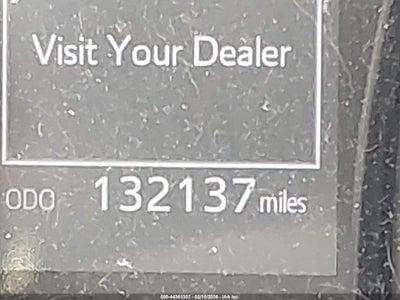 Visit Your Dealer
ODO 132137 miles